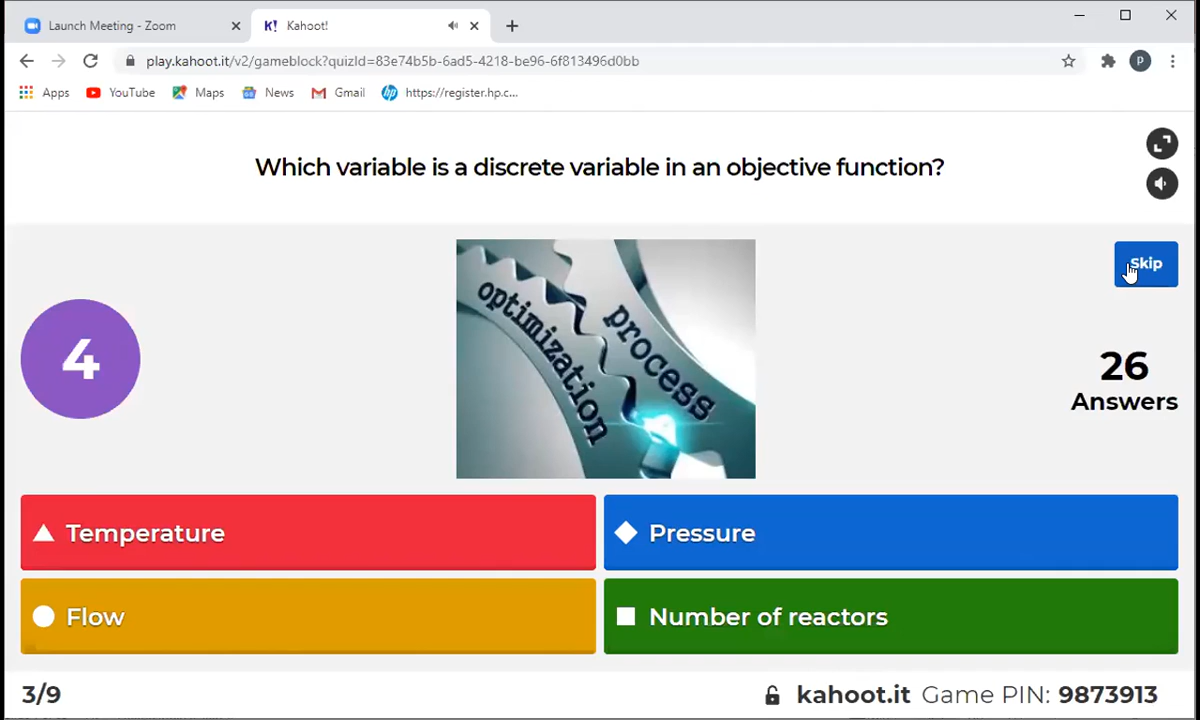 Launch Meeting - Zoom
K! Kahoot!
play.kahoot.it/v2/gameblock?quizId=83e74b5b-6ad5-4218-be96-6f813496d0bb
P
Apps YouTube Maps News Gmail https://register.hp.c...
Which variable is a discrete variable in an objective function?
Skip
optimization
process
4
26
Answers
Temperature
Pressure
Flow
Number of reactors
3/9
kahoot.it Game PIN: 9873913